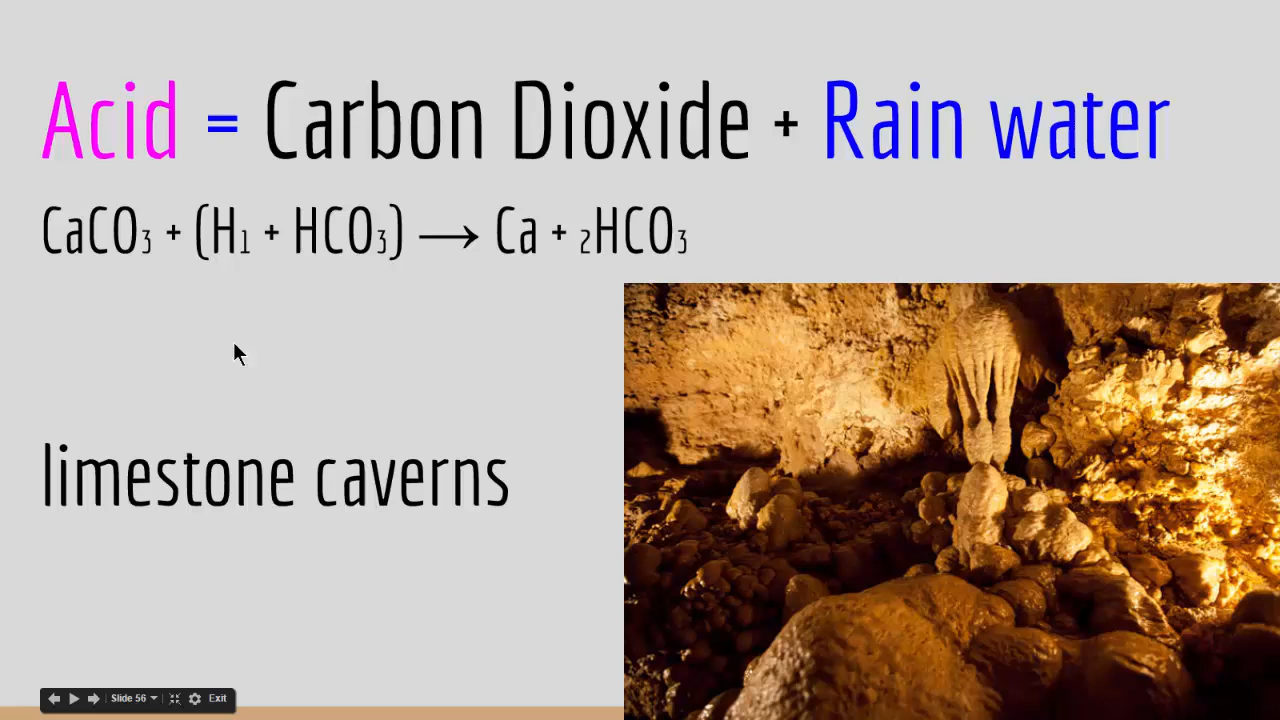 Acid = Carbon Dioxide + Rain water
CaCO₃ + (H₁ + HCO₃) ⟶ Ca + ₂HCO₃
limestone caverns
Slide 56 Exit